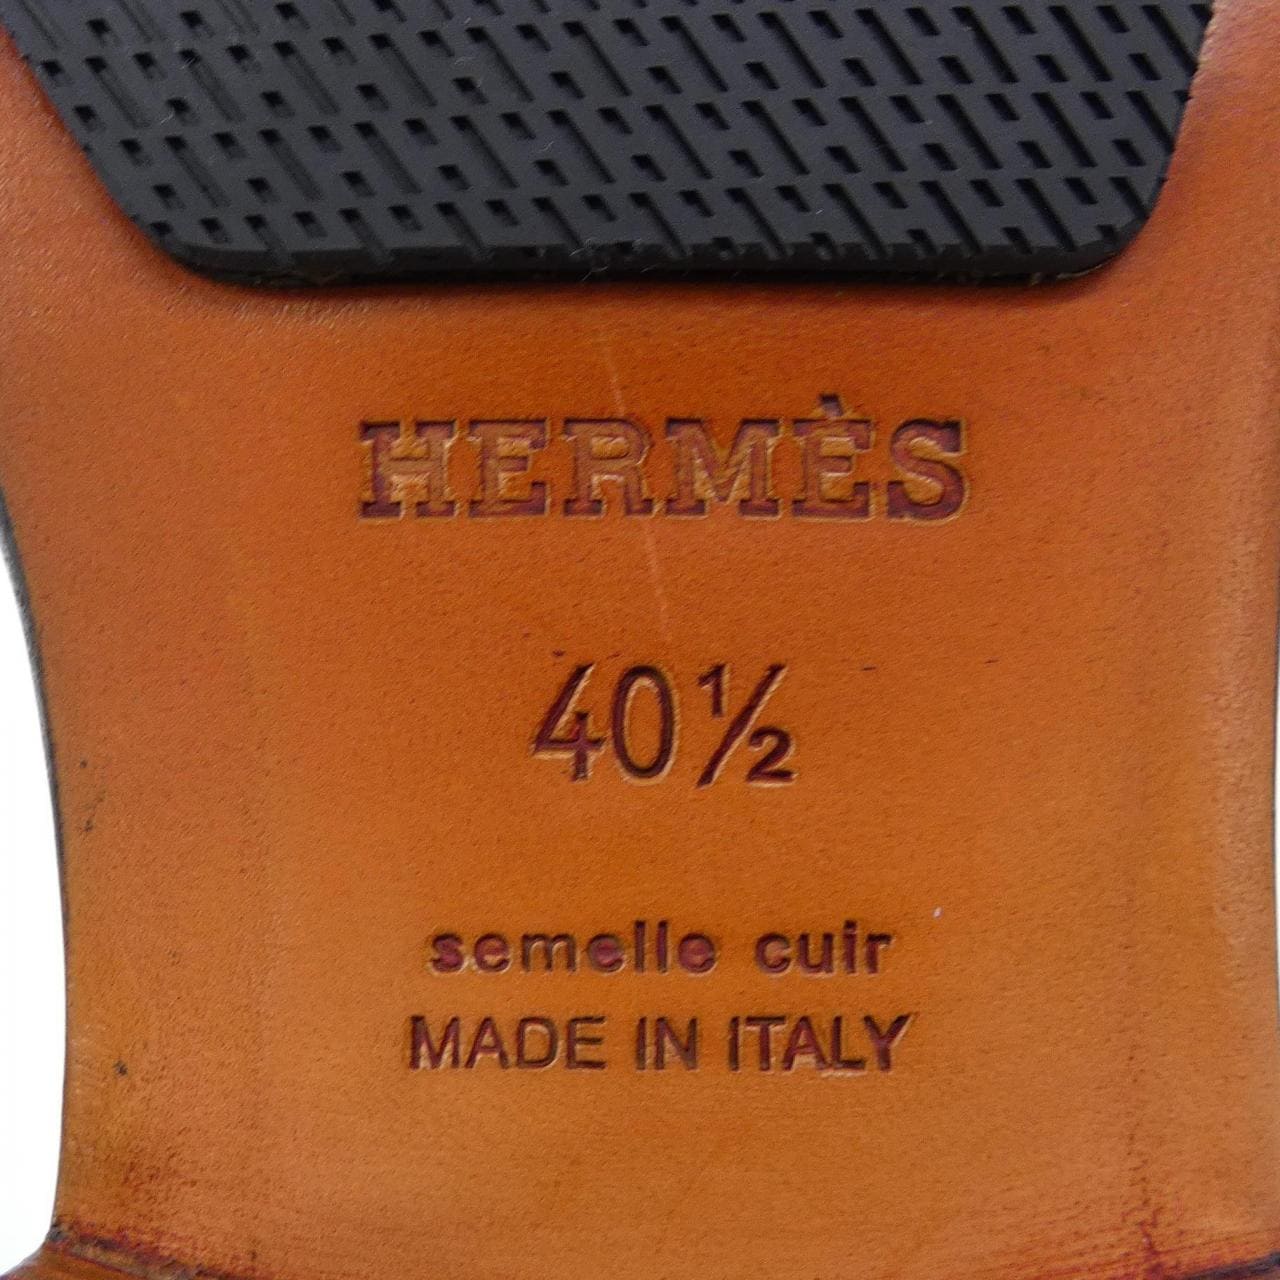 HERMÈS
40½
semelle cuir
MADE IN ITALY